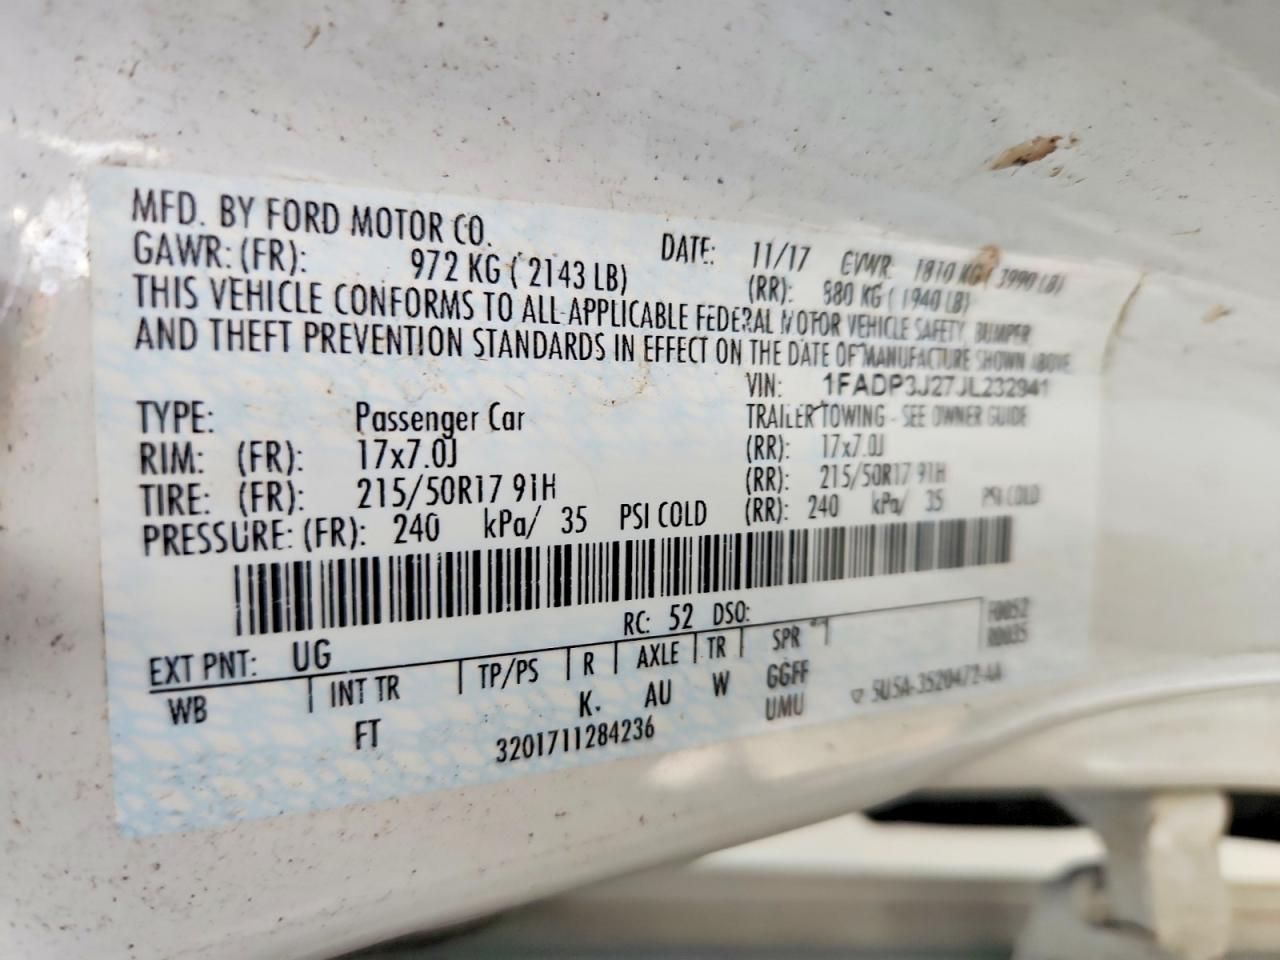 MFD. BY FORD MOTOR CO. DATE: 11/17 GVWR: 1810 KG ( 3990 LB)
GAWR: (FR): 972 KG ( 2143 LB) (RR): 880 KG ( 1940 LB)
THIS VEHICLE CONFORMS TO ALL APPLICABLE FEDERAL MOTOR VEHICLE SAFETY, BUMPER
AND THEFT PREVENTION STANDARDS IN EFFECT ON THE DATE OF MANUFACTURE SHOWN ABOVE.
VIN: 1FADP3J27JL232941
TYPE: Passenger Car TRAILER TOWING - SEE OWNER GUIDE
RIM: (FR): 17x7.0J (RR): 17x7.0J
TIRE: (FR): 215/50R17 91H (RR): 215/50R17 91H
PRESSURE: (FR): 240 kPa/ 35 PSI COLD (RR): 240 kPa/ 35 PSI COLD
EXT PNT: UG RC: 52 DSO: F0052
R0035
WB INT TR TP/PS R AXLE TR SPR
FT K. AU W GGFF
UMU 5U5A-3520472-AA
3201711284236